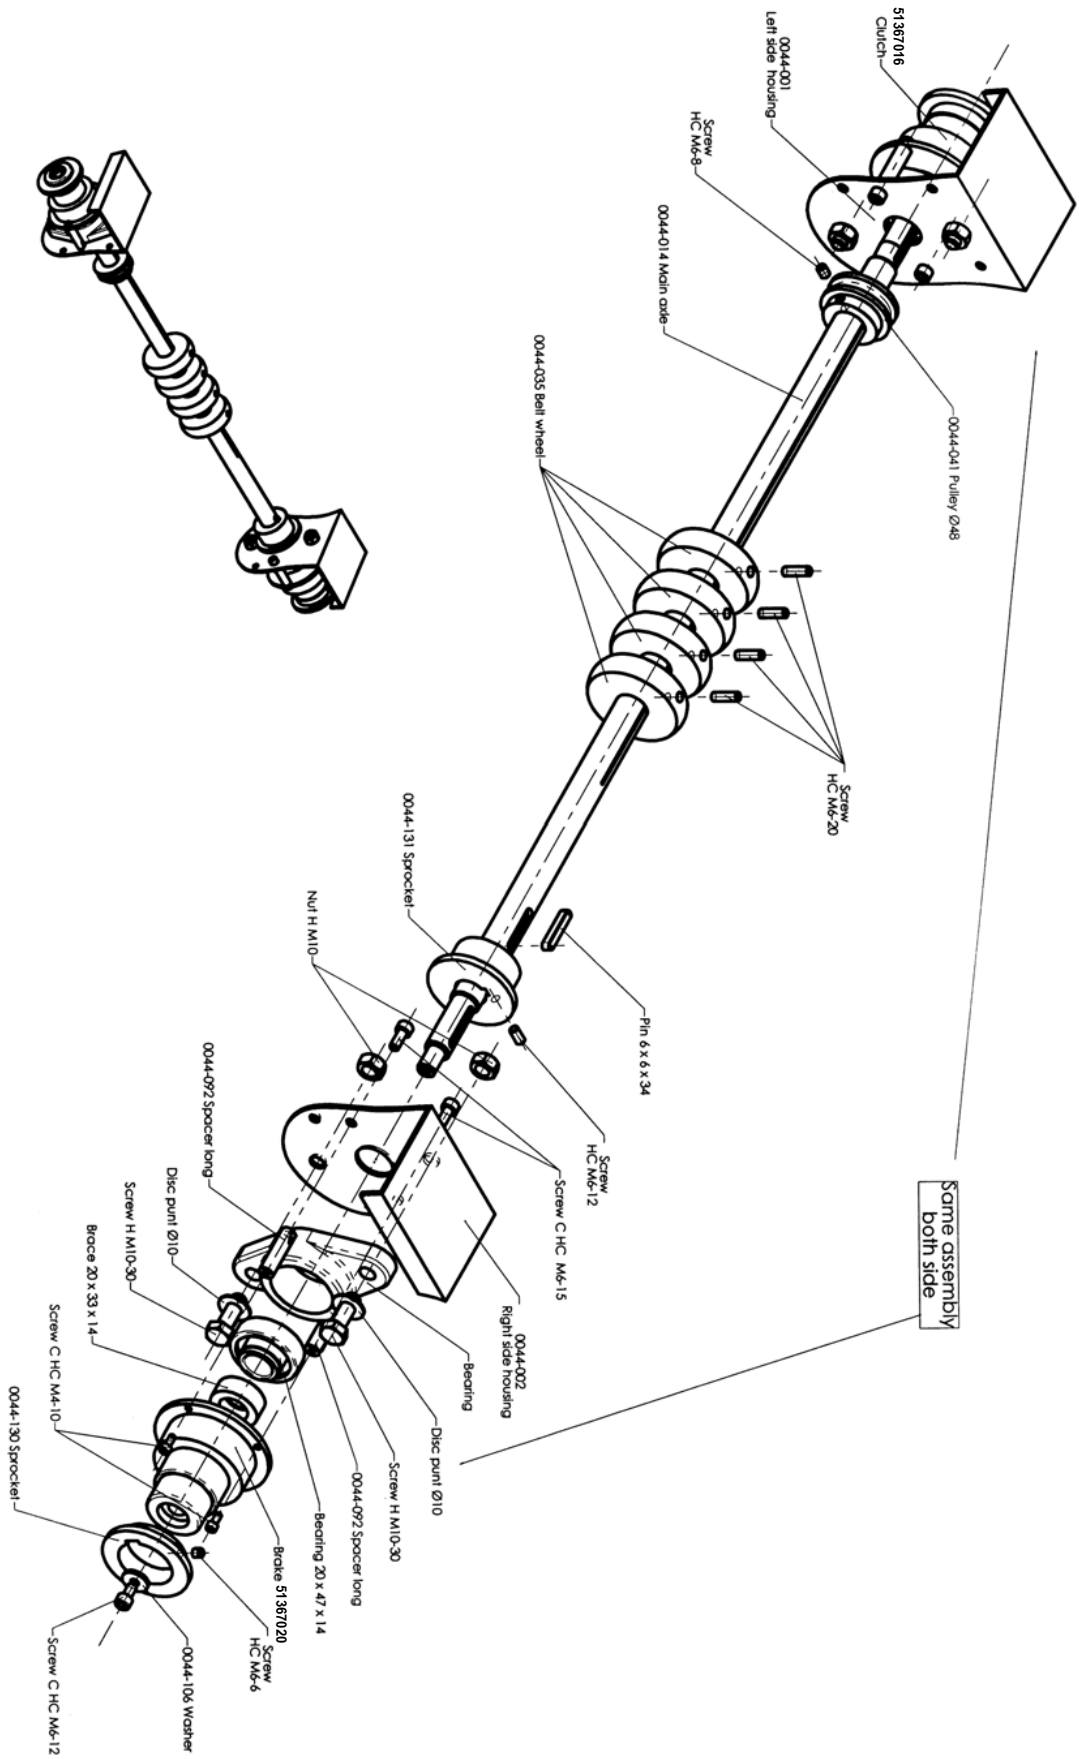 51367016
Clutch
0044-001
Left side housing
Screw
HC M6-8
0044-014 Main axle
0044-041 Pulley Ø48
0044-035 Belt wheel
Screw
HC M6-20
0044-131 Sprocket
Nut H M10
Pin 6 x 6 x 34
Screw
HC M6-12
Screw C HC M6-15
0044-002
Right side housing
Same assembly
both side
0044-092 Spacer long
Disc punt Ø10
Screw H M10-30
Brace 20 x 33 x 14
Screw C HC M4-10
0044-130 Sprocket
Bearing
Disc punt Ø10
Screw H M10-30
0044-092 Spacer long
Bearing 20 x 47 x 14
Brake 51367020
Screw
HC M6-6
0044-106 Washer
Screw C HC M6-12